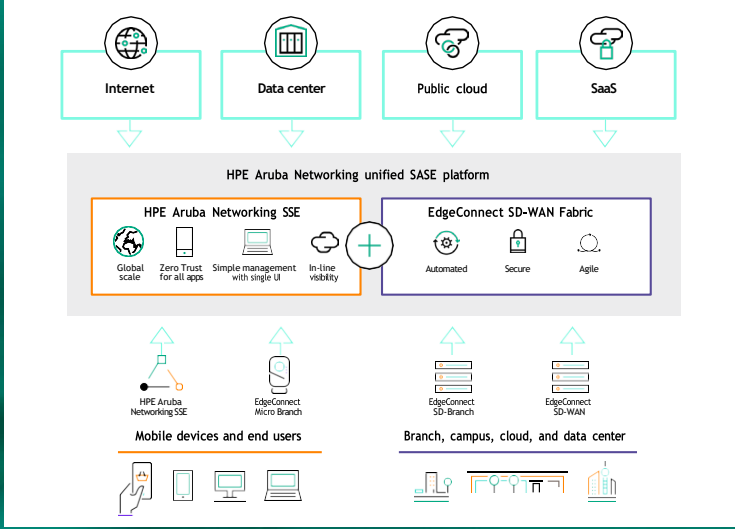 Internet
Data center
Public cloud
SaaS
HPE Aruba Networking unified SASE platform
HPE Aruba Networking SSE
EdgeConnect SD-WAN Fabric
Global
scale
Zero Trust
for all apps
Simple management
with single UI
In-line
visibility
Automated
Secure
Agile
HPE Aruba
Networking SSE
EdgeConnect
Micro Branch
EdgeConnect
SD-Branch
EdgeConnect
SD-WAN
Mobile devices and end users
Branch, campus, cloud, and data center